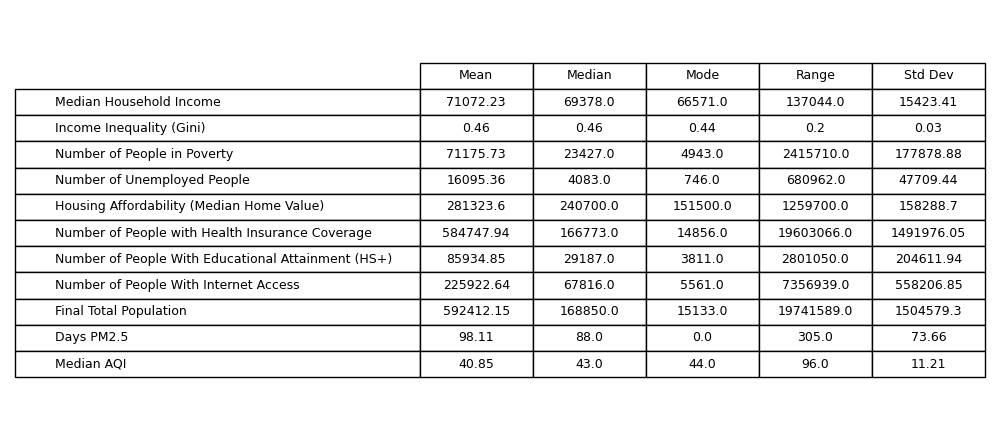 Mean Median Mode Range Std Dev
Median Household Income 71072.23 69378.0 66571.0 137044.0 15423.41
Income Inequality (Gini) 0.46 0.46 0.44 0.2 0.03
Number of People in Poverty 71175.73 23427.0 4943.0 2415710.0 177878.88
Number of Unemployed People 16095.36 4083.0 746.0 680962.0 47709.44
Housing Affordability (Median Home Value) 281323.6 240700.0 151500.0 1259700.0 158288.7
Number of People with Health Insurance Coverage 584747.94 166773.0 14856.0 19603066.0 1491976.05
Number of People With Educational Attainment (HS+) 85934.85 29187.0 3811.0 2801050.0 204611.94
Number of People With Internet Access 225922.64 67816.0 5561.0 7356939.0 558206.85
Final Total Population 592412.15 168850.0 15133.0 19741589.0 1504579.3
Days PM2.5 98.11 88.0 0.0 305.0 73.66
Median AQI 40.85 43.0 44.0 96.0 11.21